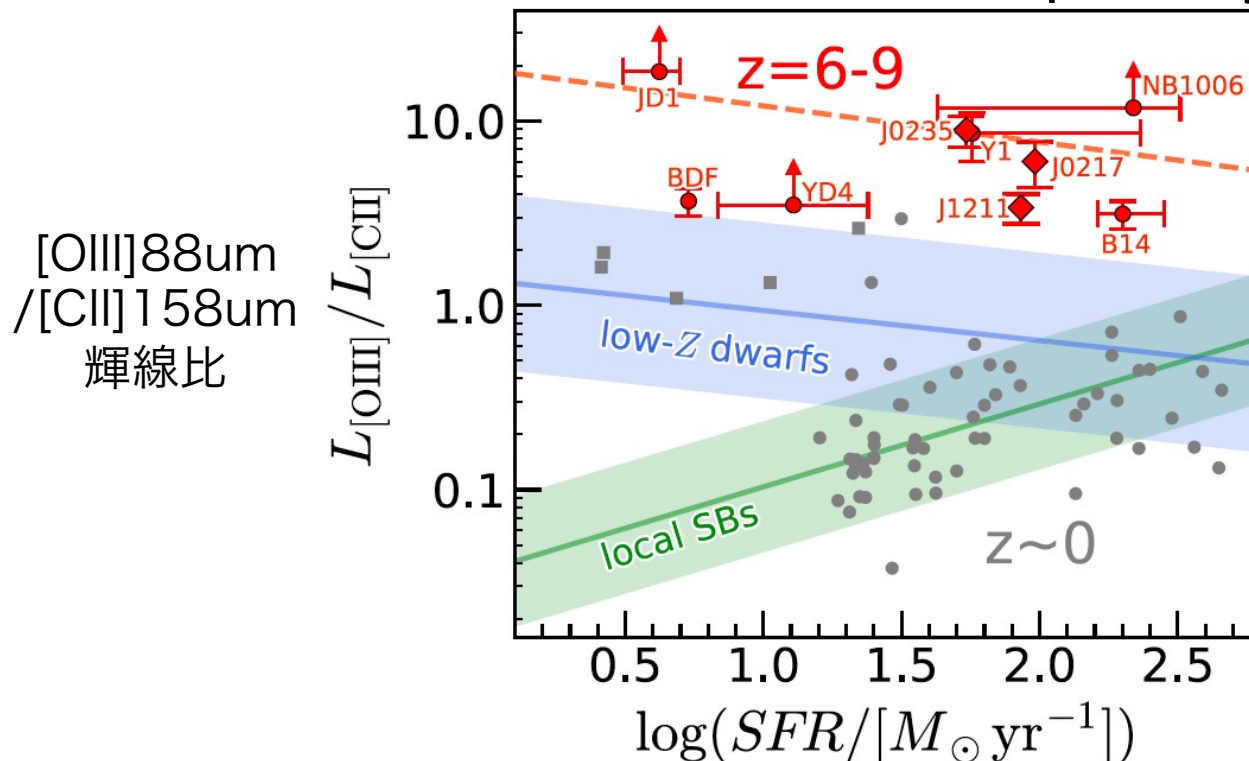 [OIII]88um
/[CII]158um
輝線比
L[OIII]/L[CII]
10.0
1.0
0.1
z=6-9
JD1
NB1006
J0235
Y1
J0217
BDF
YD4
J1211
B14
low-Z dwarfs
local SBs
z~0
0.5
1.0
1.5
2.0
2.5
log(SFR/[M⊙ yr⁻¹])